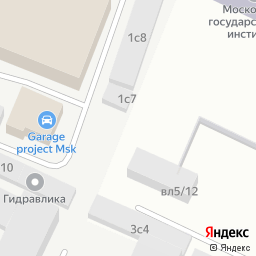 Моско
государс
инсти
1с8
1с7
Garage
project Msk
10
Гидравлика
вл5/12
3с4
Яндекс
© Яндекс